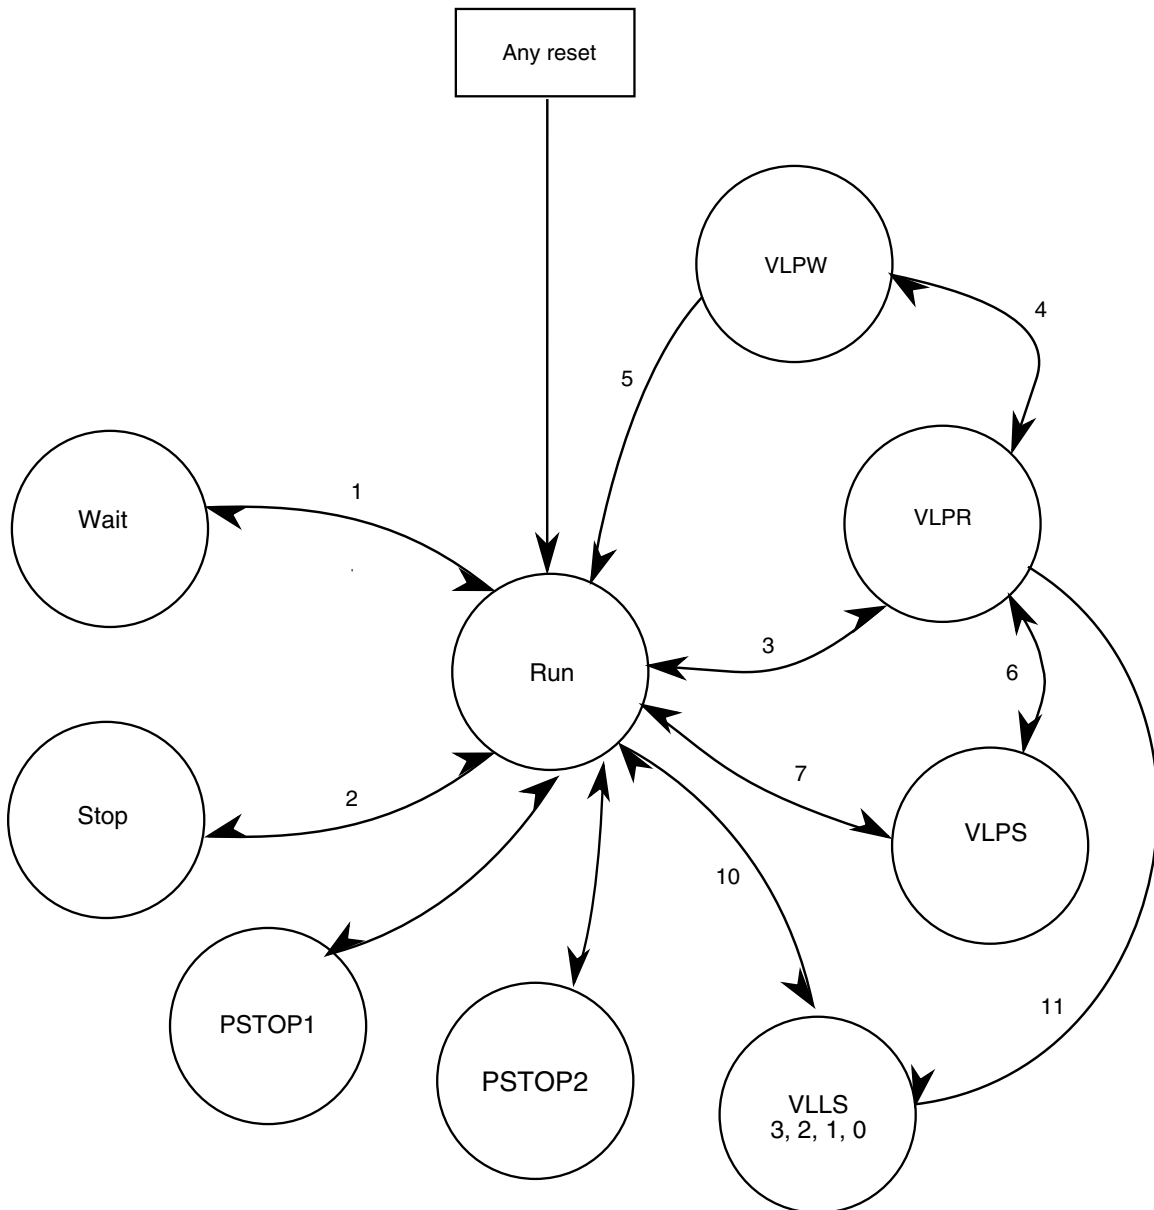 Any reset
VLPW
4
5
Wait
1
VLPR
3
Run
6
7
Stop
2
VLPS
10
PSTOP1
11
PSTOP2
VLLS
3, 2, 1, 0